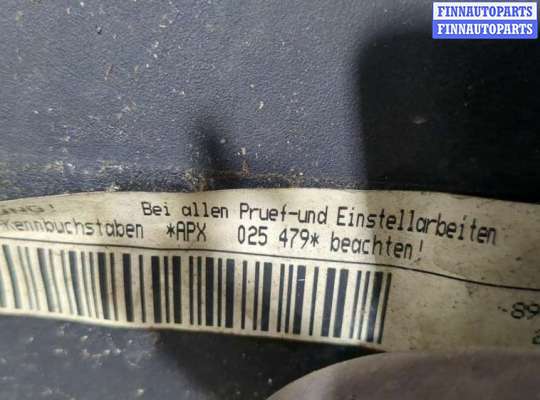 FINNAUTOPARTS
FINNAUTOPARTS
Bei allen Pruef-und Einstellarbeiten
kennbuchstaben *APX 025 479* beachten!